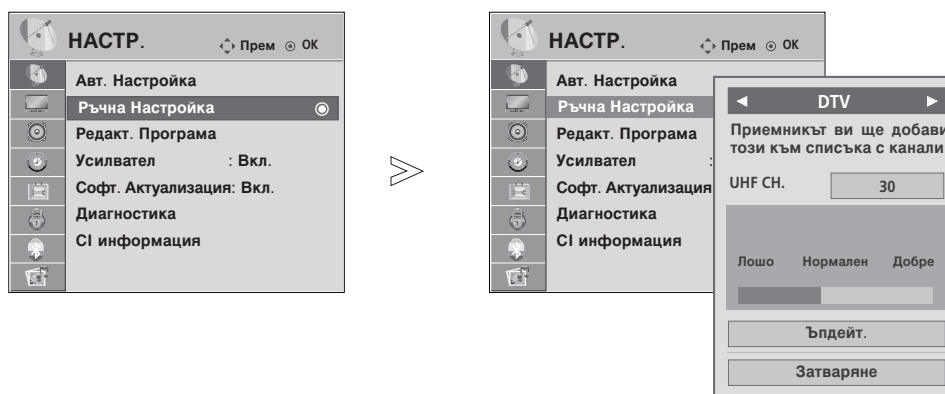 НАСТР. Прем OK
Авт. Настройка
Ръчна Настройка
Редакт. Програма
Усилвател : Вкл.
Софт. Актуализация: Вкл.
Диагностика
CI информация
НАСТР. Прем OK
Авт. Настройка
Ръчна Настройка
Редакт. Програма
Усилвател :
Софт. Актуализация
Диагностика
CI информация
DTV
Приемникът ви ще добави
този към списъка с канали
UHF CH. 30
Лошо Нормален Добре
Ъпдейт.
Затваряне